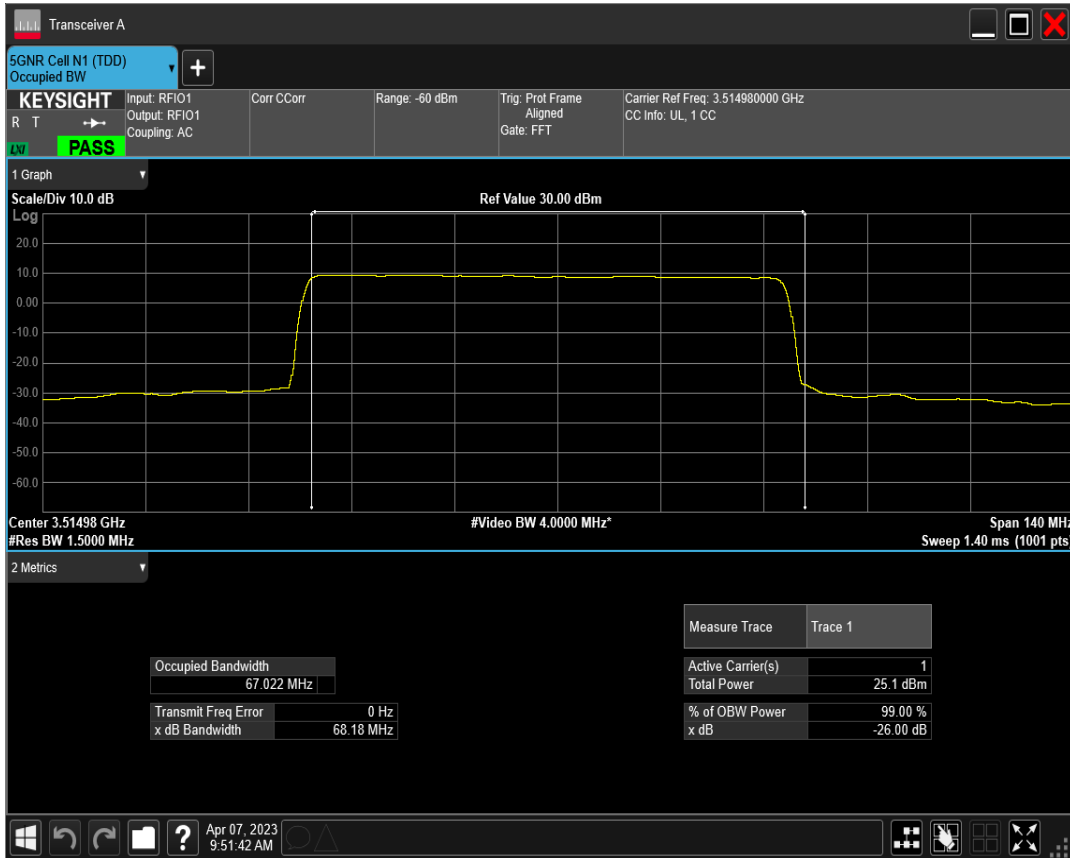 Transceiver A
5GNR Cell N1 (TDD)
Occupied BW
+
KEYSIGHT
R T
LXI
PASS
Input: RFIO1
Output: RFIO1
Coupling: AC
Corr CCorr
Range: -60 dBm
Trig: Prot Frame
Aligned
Gate: FFT
Carrier Ref Freq: 3.514980000 GHz
CC Info: UL, 1 CC
1 Graph
Scale/Div 10.0 dB
Ref Value 30.00 dBm
Log
20.0
10.0
0.00
-10.0
-20.0
-30.0
-40.0
-50.0
-60.0
Center 3.51498 GHz
#Video BW 4.0000 MHz*
Span 140 MHz
#Res BW 1.5000 MHz
Sweep 1.40 ms (1001 pts)
2 Metrics
Measure Trace Trace 1
Occupied Bandwidth
67.022 MHz
Active Carrier(s) 1
Total Power 25.1 dBm
Transmit Freq Error 0 Hz
x dB Bandwidth 68.18 MHz
% of OBW Power 99.00 %
x dB -26.00 dB
?
Apr 07, 2023
9:51:42 AM